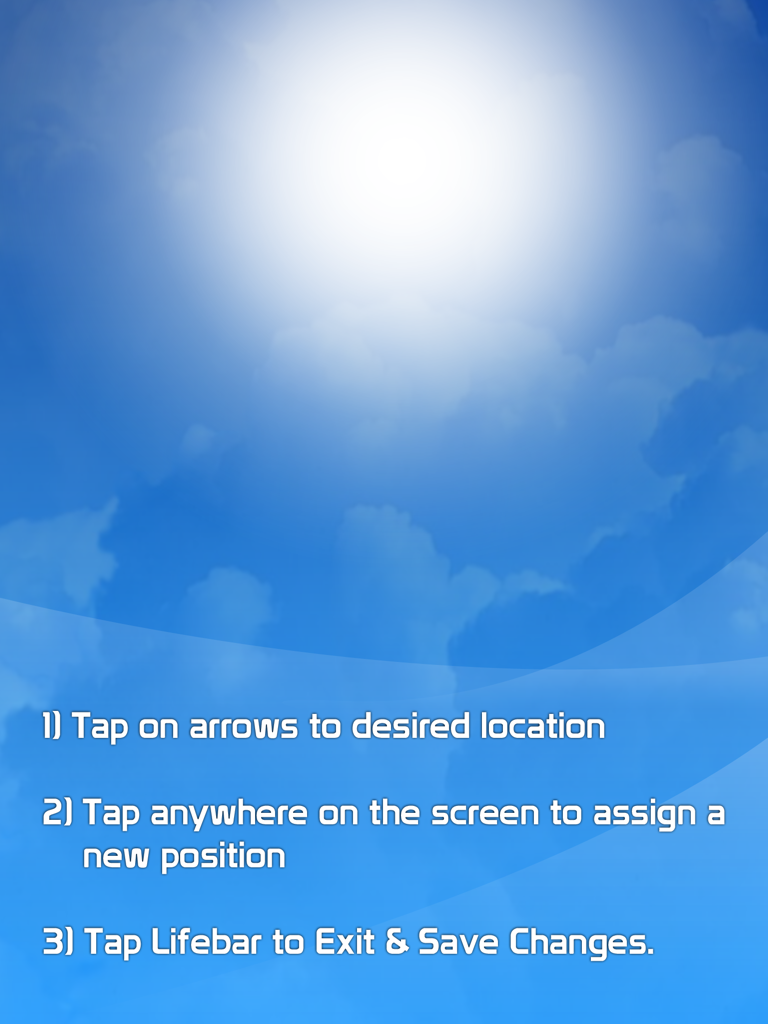 1) Tap on arrows to desired location
2) Tap anywhere on the screen to assign a
new position
3) Tap Lifebar to Exit & Save Changes.